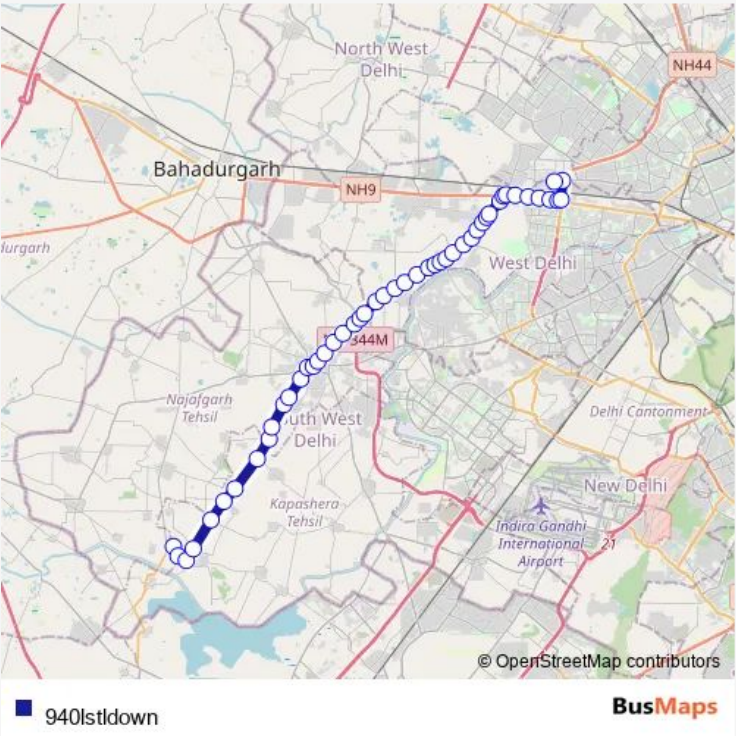 North West
Delhi
NH44
Bahadurgarh
NH9
durgarh
West Delhi
344M
Najafgarh
Tehsil
South West
Delhi
Delhi Cantonment
New Delhi
Kapashera
Tehsil
Indira Gandhi
International
Airport
21
© OpenStreetMap contributors
940lstldown
BusMaps